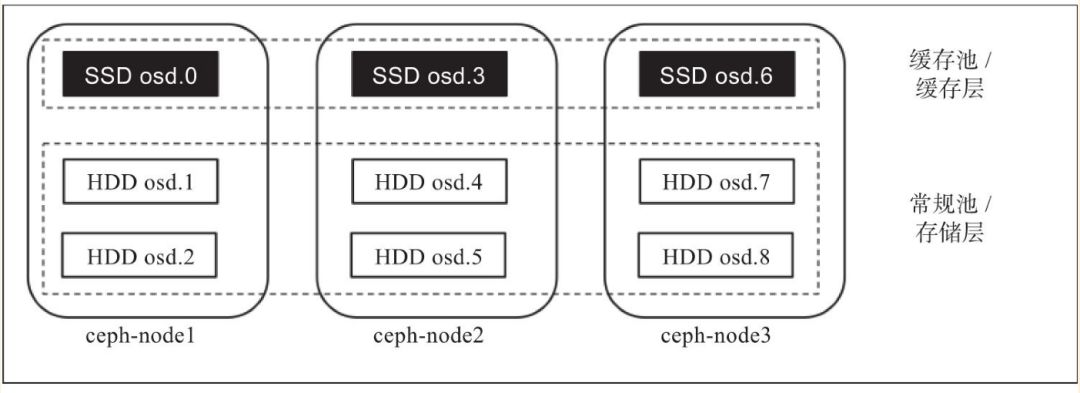 SSD osd.0
SSD osd.3
SSD osd.6
缓存池 /
缓存层
HDD osd.1
HDD osd.4
HDD osd.7
HDD osd.2
HDD osd.5
HDD osd.8
常规池 /
存储层
ceph-node1
ceph-node2
ceph-node3